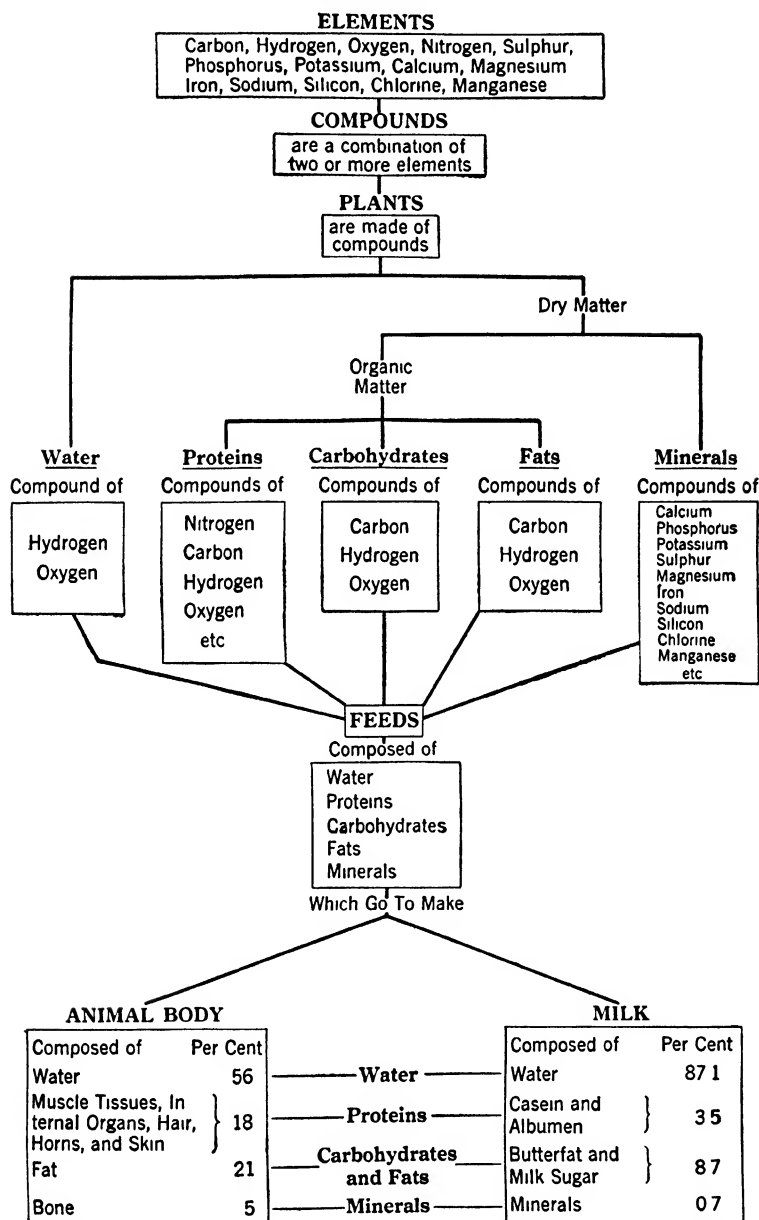 ELEMENTS
Carbon, Hydrogen, Oxygen, Nitrogen, Sulphur,
Phosphorus, Potassium, Calcium, Magnesium
Iron, Sodium, Silicon, Chlorine, Manganese
COMPOUNDS
are a combination of
two or more elements
PLANTS
are made of
compounds
Dry Matter
Organic
Matter
Water
Compound of
Hydrogen
Oxygen
Proteins
Compounds of
Nitrogen
Carbon
Hydrogen
Oxygen
etc
Carbohydrates
Compounds of
Carbon
Hydrogen
Oxygen
Fats
Compounds of
Carbon
Hydrogen
Oxygen
Minerals
Compounds of
Calcium
Phosphorus
Potassium
Sulphur
Magnesium
Iron
Sodium
Silicon
Chlorine
Manganese
etc
FEEDS
Composed of
Water
Proteins
Carbohydrates
Fats
Minerals
Which Go To Make
ANIMAL BODY
Composed of Per Cent
Water 56
Muscle Tissues, In
ternal Organs, Hair, 18
Horns, and Skin
Fat 21
Bone 5
Water
Proteins
Carbohydrates
and Fats
Minerals
MILK
Composed of Per Cent
Water 87 1
Casein and
Albumen 3 5
Butterfat and
Milk Sugar 8 7
Minerals 0 7